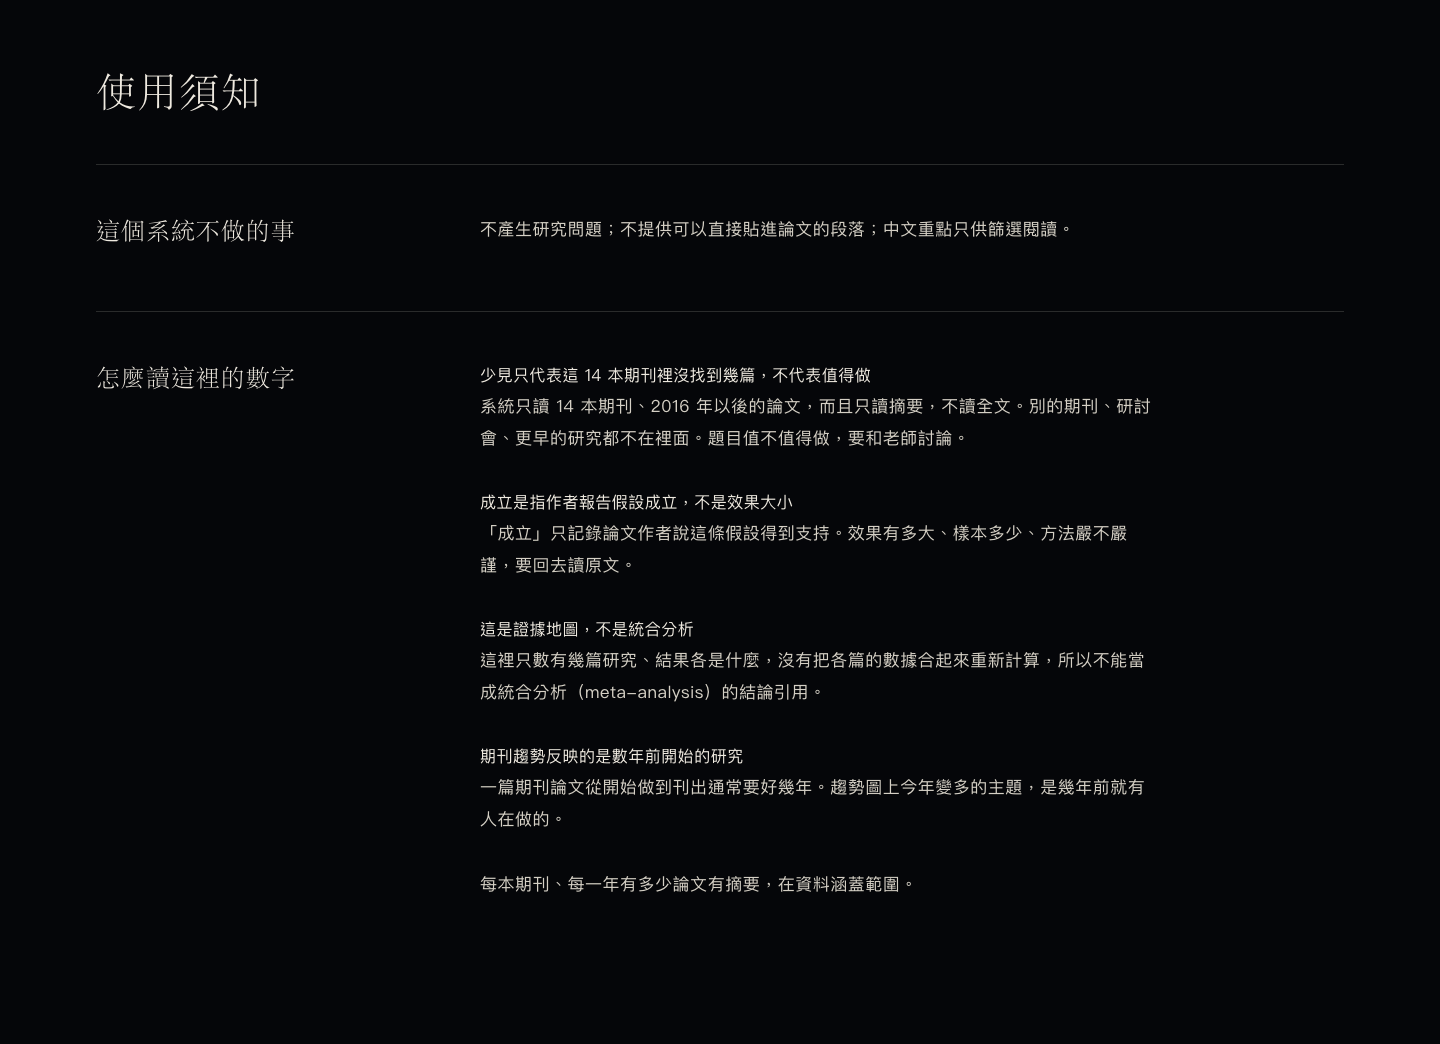 使用須知
這個系統不做的事
不產生研究問題；不提供可以直接貼進論文的段落；中文重點只供篩選閱讀。
怎麼讀這裡的數字
少見只代表這 14 本期刊裡沒找到幾篇，不代表值得做
系統只讀 14 本期刊、2016 年以後的論文，而且只讀摘要，不讀全文。別的期刊、研討
會、更早的研究都不在裡面。題目值不值得做，要和老師討論。
成立是指作者報告假設成立，不是效果大小
「成立」只記錄論文作者說這條假設得到支持。效果有多大、樣本多少、方法嚴不嚴
謹，要回去讀原文。
這是證據地圖，不是統合分析
這裡只數有幾篇研究、結果各是什麼，沒有把各篇的數據合起來重新計算，所以不能當
成統合分析（meta-analysis）的結論引用。
期刊趨勢反映的是數年前開始的研究
一篇期刊論文從開始做到刊出通常要好幾年。趨勢圖上今年變多的主題，是幾年前就有
人在做的。
每本期刊、每一年有多少論文有摘要，在資料涵蓋範圍。